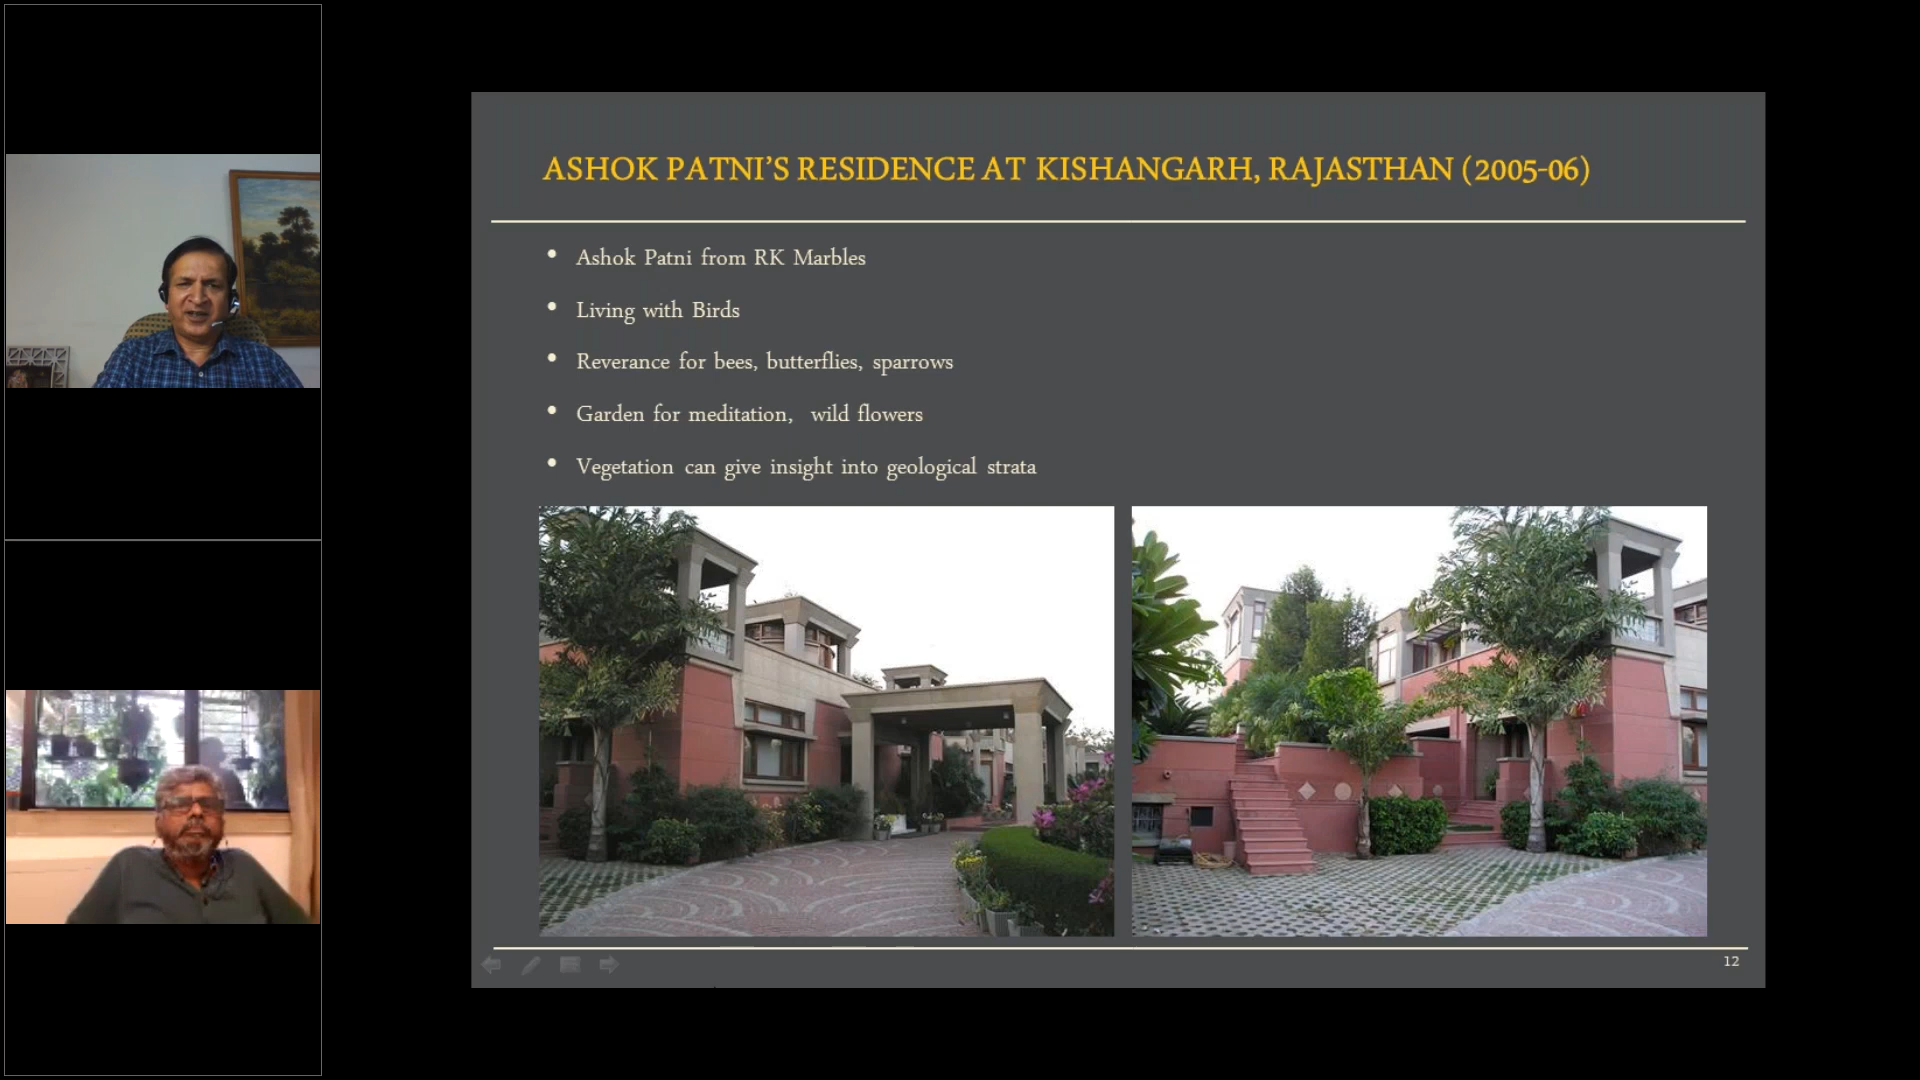 ASHOK PATNI’S RESIDENCE AT KISHANGARH, RAJASTHAN (2005-06)
• Ashok Patni from RK Marbles
• Living with Birds
• Reverance for bees, butterflies, sparrows
• Garden for meditation, wild flowers
• Vegetation can give insight into geological strata
12